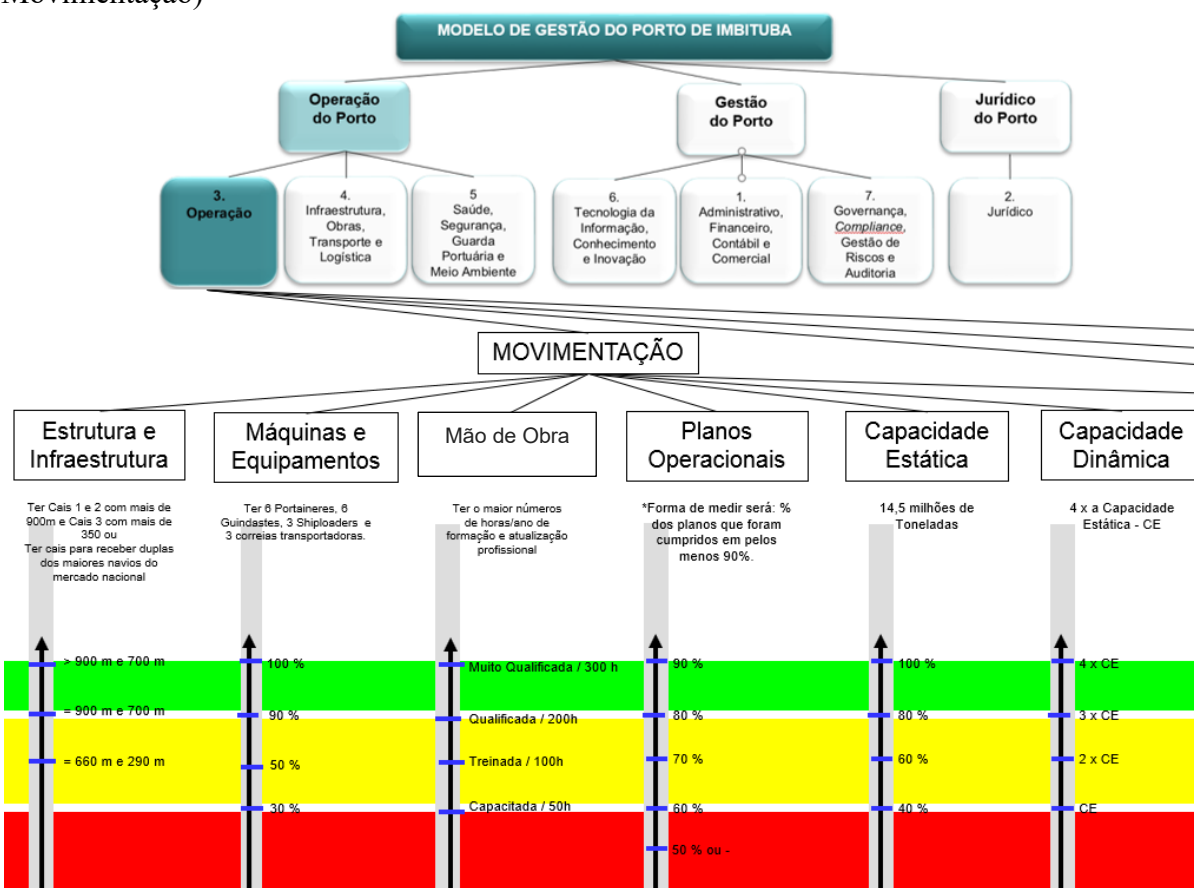 Movimentação)
MODELO DE GESTÃO DO PORTO DE IMBITUBA
Operação
do Porto
Gestão
do Porto
Jurídico
do Porto
3.
Operação
4.
Infraestrutura,
Obras,
Transporte e
Logística
5
Saúde,
Segurança,
Guarda
Portuária e
Meio Ambiente
6.
Tecnologia da
Informação,
Conhecimento
e Inovação
1.
Administrativo,
Financeiro,
Contábil e
Comercial
7.
Governança,
Compliance,
Gestão de
Riscos e
Auditoria
2.
Jurídico
MOVIMENTAÇÃO
Estrutura e
Infraestrutura
Máquinas e
Equipamentos
Mão de Obra
Planos
Operacionais
Capacidade
Estática
Capacidade
Dinâmica
Ter Cais 1 e 2 com mais de
900m e Cais 3 com mais de
350 ou
Ter cais para receber duplas
dos maiores navios do
mercado nacional
Ter 6 Portaineres, 6
Guindastes, 3 Shiploaders e
3 correias transportadoras.
Ter o maior números
de horas/ano de
formação e atualização
profissional
*Forma de medir será: %
dos planos que foram
cumpridos em pelos
menos 90%.
14,5 milhões de
Toneladas
4 x a Capacidade
Estática - CE
> 900 m e 700 m
= 900 m e 700 m
= 660 m e 290 m
100 %
90 %
50 %
30 %
Muito Qualificada / 300 h
Qualificada / 200h
Treinada / 100h
Capacitada / 50h
90 %
80 %
70 %
60 %
50 % ou -
100 %
80 %
60 %
40 %
4 x CE
3 x CE
2 x CE
CE